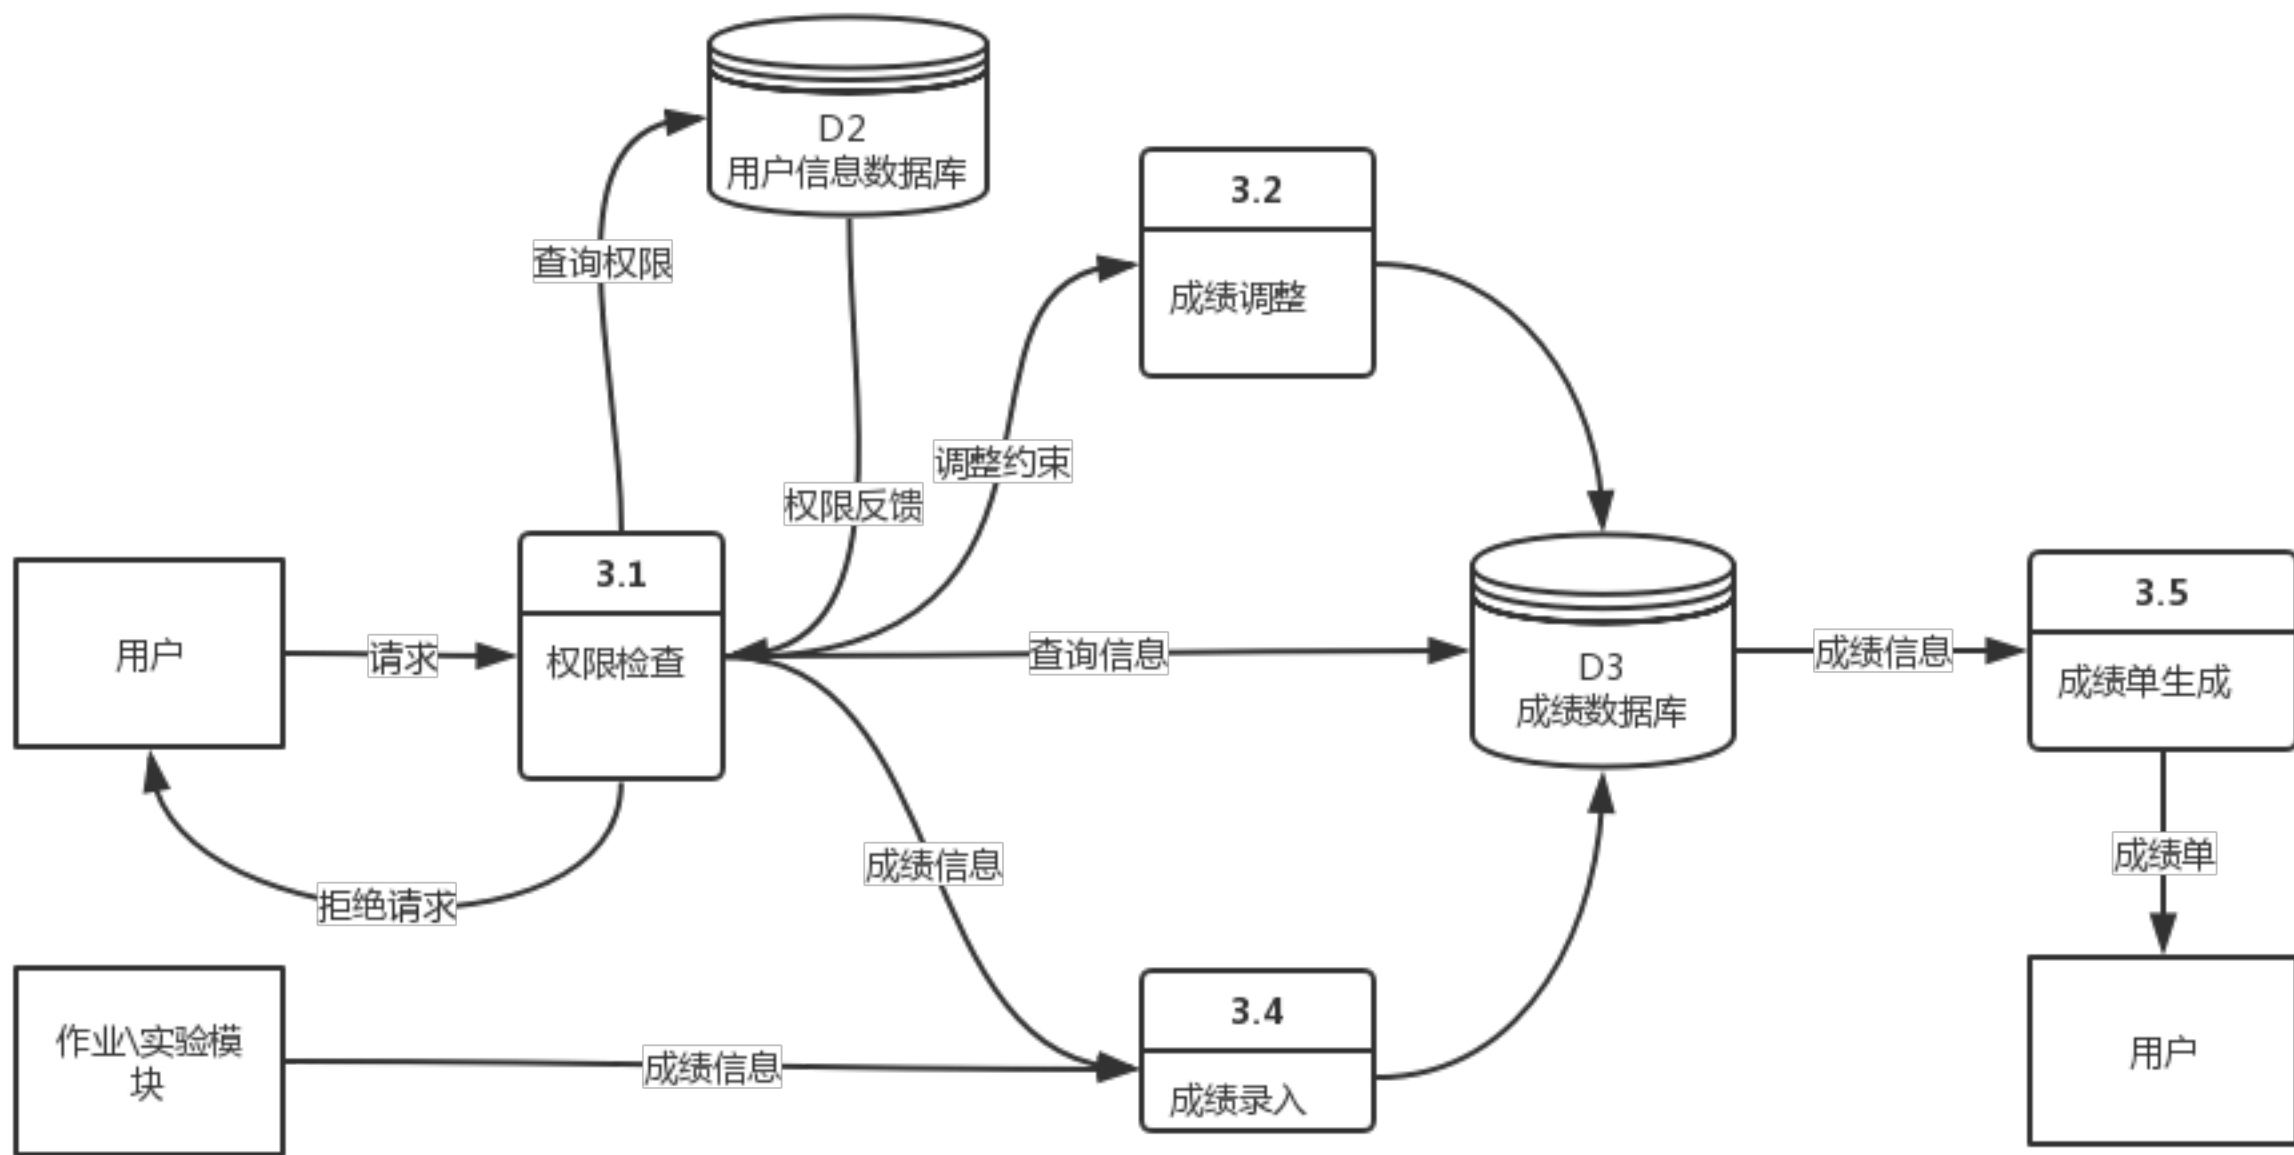 D2
用户信息数据库
3.2
成绩调整
查询权限
调整约束
权限反馈
3.1
权限检查
用户
请求
查询信息
D3
成绩数据库
成绩信息
3.5
成绩单生成
成绩信息
成绩单
拒绝请求
作业\实验模
块
成绩信息
3.4
成绩录入
用户